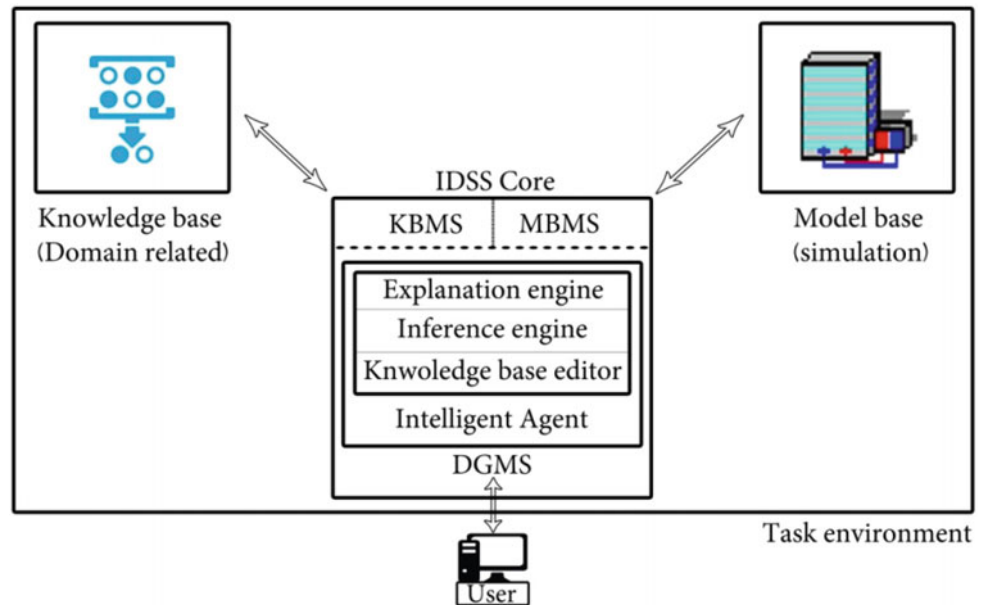 IDSS Core
KBMS
MBMS
Knowledge base
(Domain related)
Model base
(simulation)
Explanation engine
Inference engine
Knwoledge base editor
Intelligent Agent
DGMS
Task environment
User